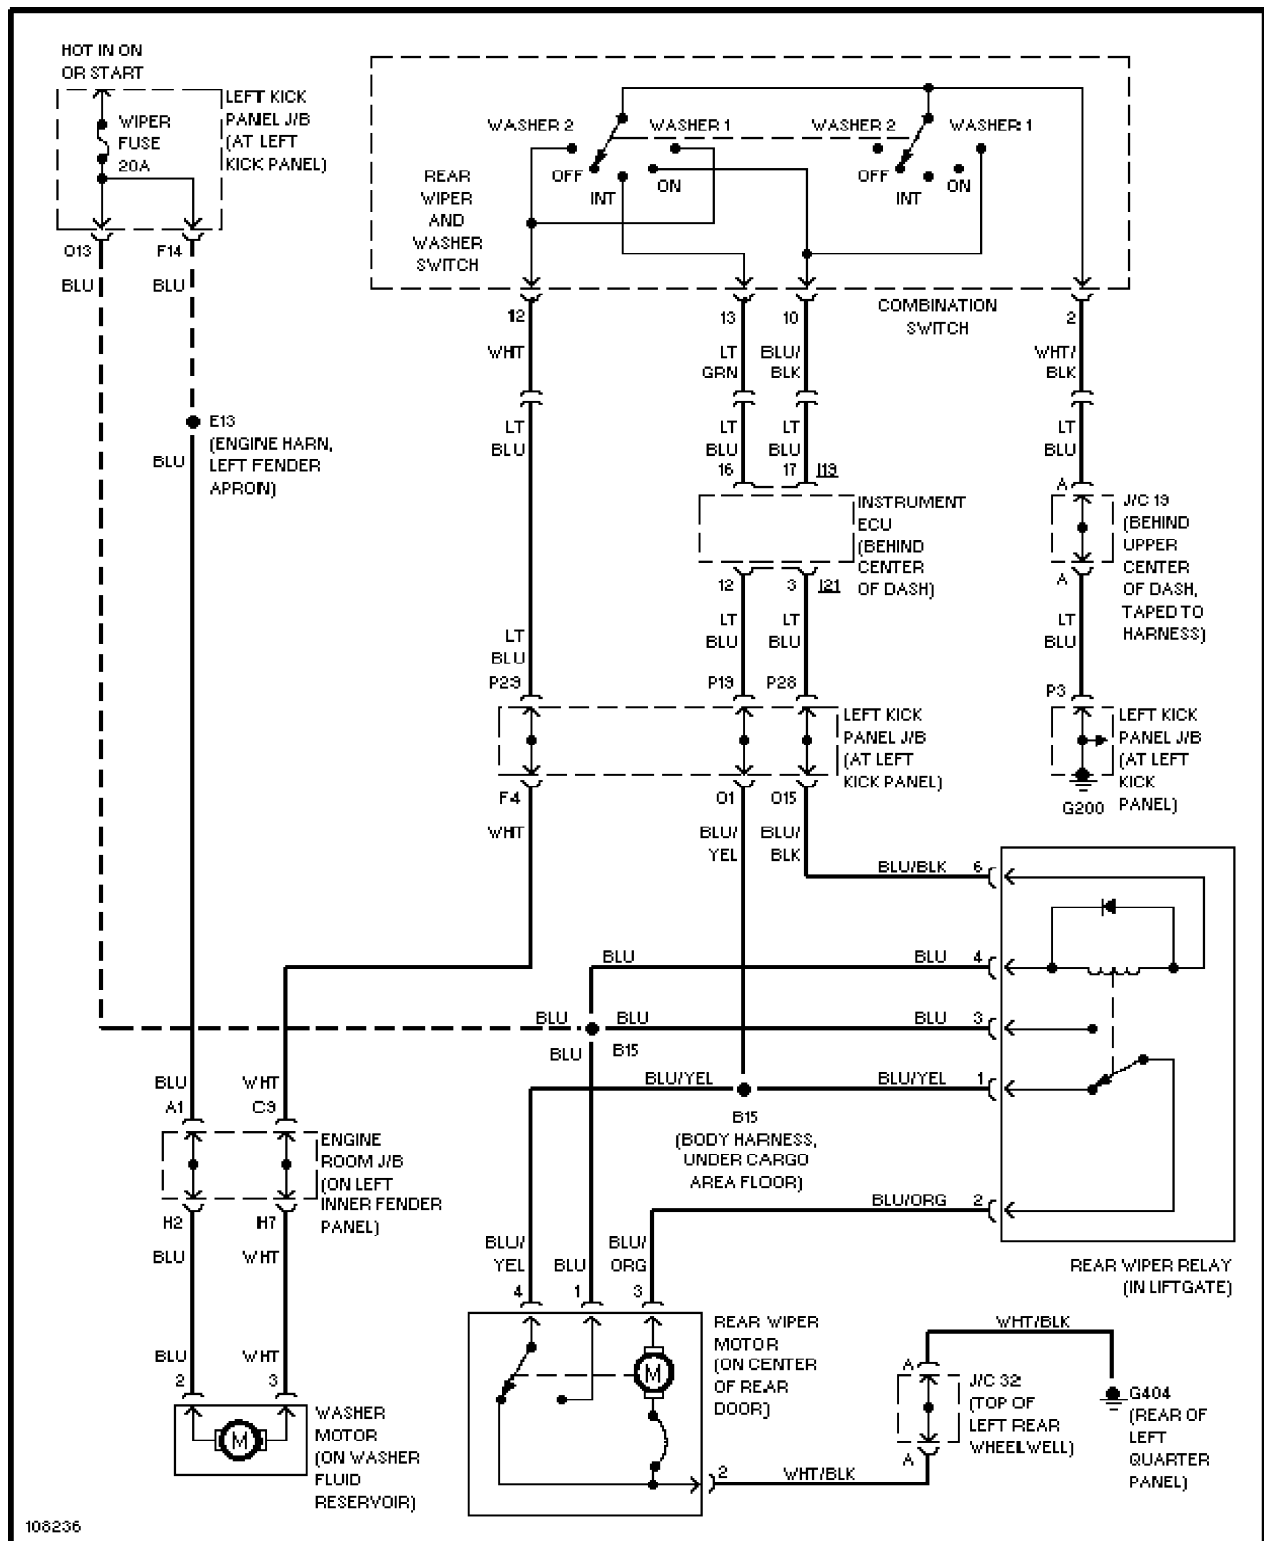 HOT IN ON
OR START
WIPER
FUSE
20A
LEFT KICK
PANEL J/B
(AT LEFT
KICK PANEL)
O13
F14
BLU
BLU
WASHER 2
WASHER 1
WASHER 2
WASHER 1
OFF
INT
ON
OFF
INT
ON
REAR
WIPER
AND
WASHER
SWITCH
COMBINATION
SWITCH
12
13
10
2
WHT
LT
GRN
BLU/
BLK
WHT/
BLK
LT
BLU
LT
BLU
LT
BLU
LT
BLU
16
17
I19
A
E13
(ENGINE HARN,
LEFT FENDER
APRON)
BLU
INSTRUMENT
ECU
(BEHIND
CENTER
OF DASH)
J/C 19
(BEHIND
UPPER
CENTER
OF DASH,
TAPED TO
HARNESS)
12
3
I21
A
LT
BLU
LT
BLU
LT
BLU
LT
BLU
P29
P19
P28
P3
LEFT KICK
PANEL J/B
(AT LEFT
KICK PANEL)
LEFT KICK
PANEL J/B
(AT LEFT
KICK
PANEL)
G200
F4
O1
O15
WHT
BLU/
YEL
BLU/
BLK
BLU/BLK
6
BLU
BLU
4
BLU
BLU
BLU
3
BLU
B15
BLU/YEL
BLU/YEL
1
B15
(BODY HARNESS,
UNDER CARGO
AREA FLOOR)
BLU/ORG
2
REAR WIPER RELAY
(IN LIFTGATE)
BLU
WHT
A1
C9
ENGINE
ROOM J/B
(ON LEFT
INNER FENDER
PANEL)
H2
H7
BLU
WHT
BLU
WHT
2
3
WASHER
MOTOR
(ON WASHER
FLUID
RESERVOIR)
M
BLU/
YEL
BLU
BLU/
ORG
4
1
3
M
REAR WIPER
MOTOR
(ON CENTER
OF REAR
DOOR)
2
WHT/BLK
WHT/BLK
A
J/C 32
(TOP OF
LEFT REAR
WHEELWELL)
A
G404
(REAR OF
LEFT
QUARTER
PANEL)
108236